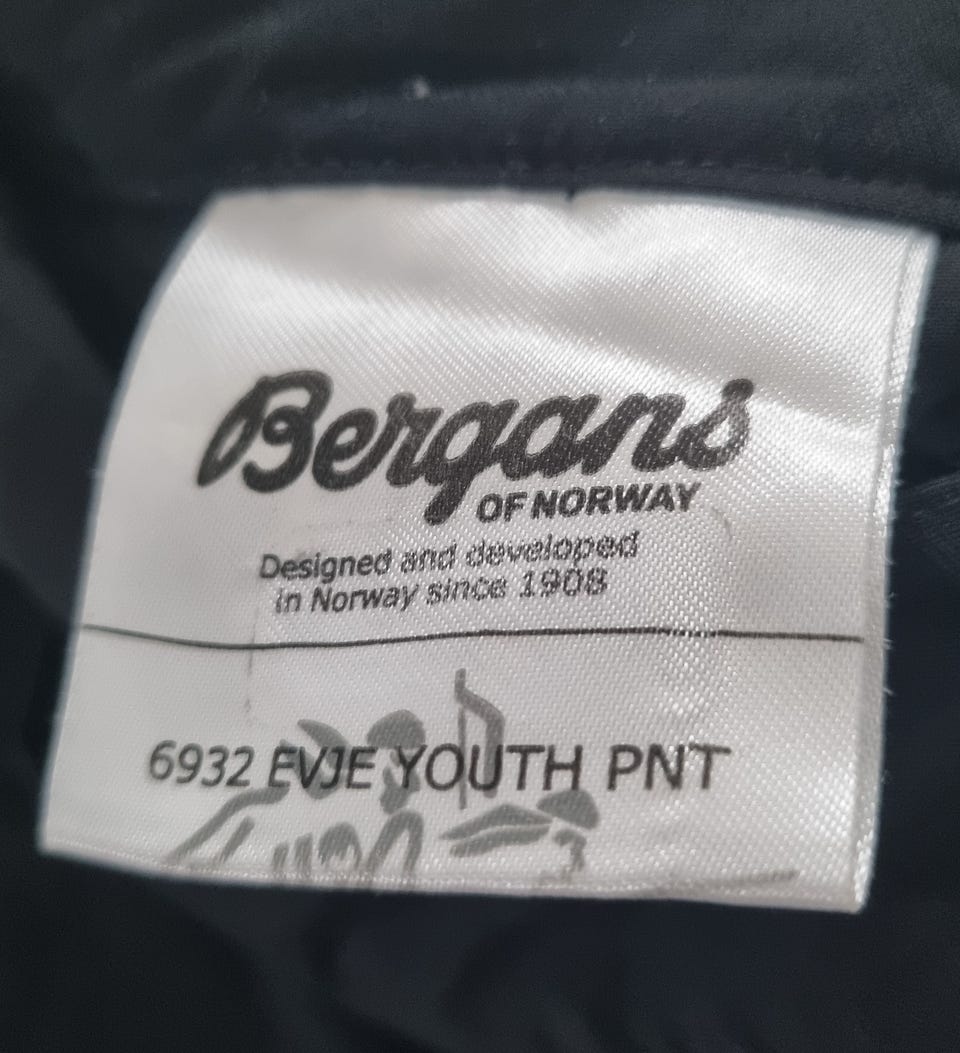 Bergans
OF NORWAY
Designed and developed
in Norway since 1908
6932 EVJE YOUTH PNT